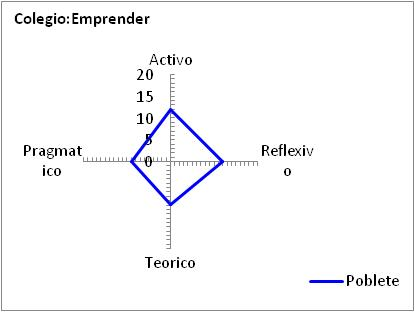 Colegio:Emprender
Activo
20
15
10
5
0
Pragmat
ico
Reflexiv
o
Teorico
Poblete